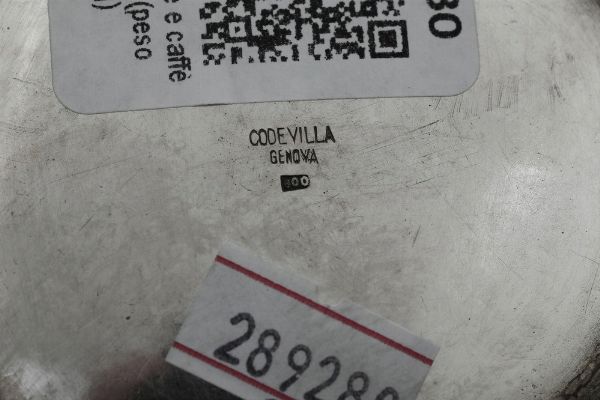 e caffè
(peso
30
CODEVILLA
GENOVA
800
28928